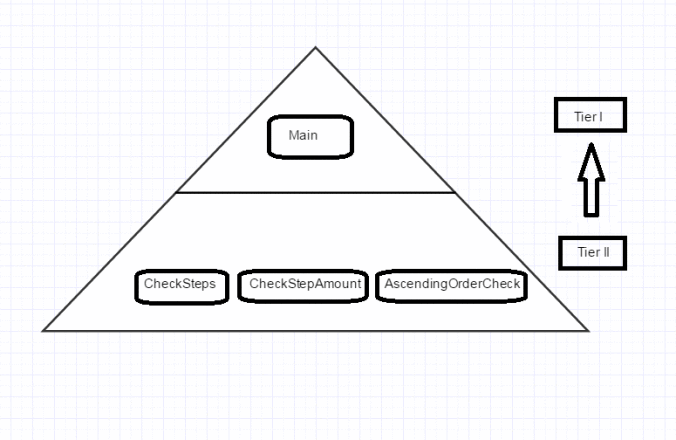 Main
Tier I
Tier II
CheckSteps
CheckStepAmount
AscendingOrderCheck